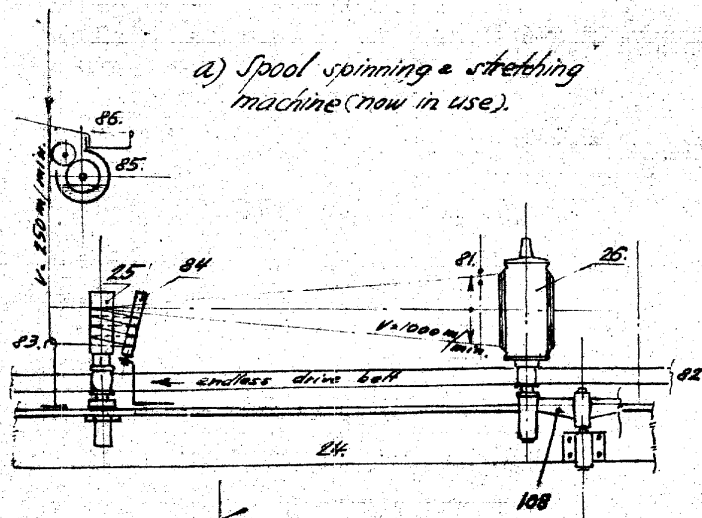 a) Spool spinning & stretching
machine (now in use).
86.
85.
V= 250 m/min.
25
84
81.
26.
83.
V=1000 m/
min.
endless drive belt
82
24.
108